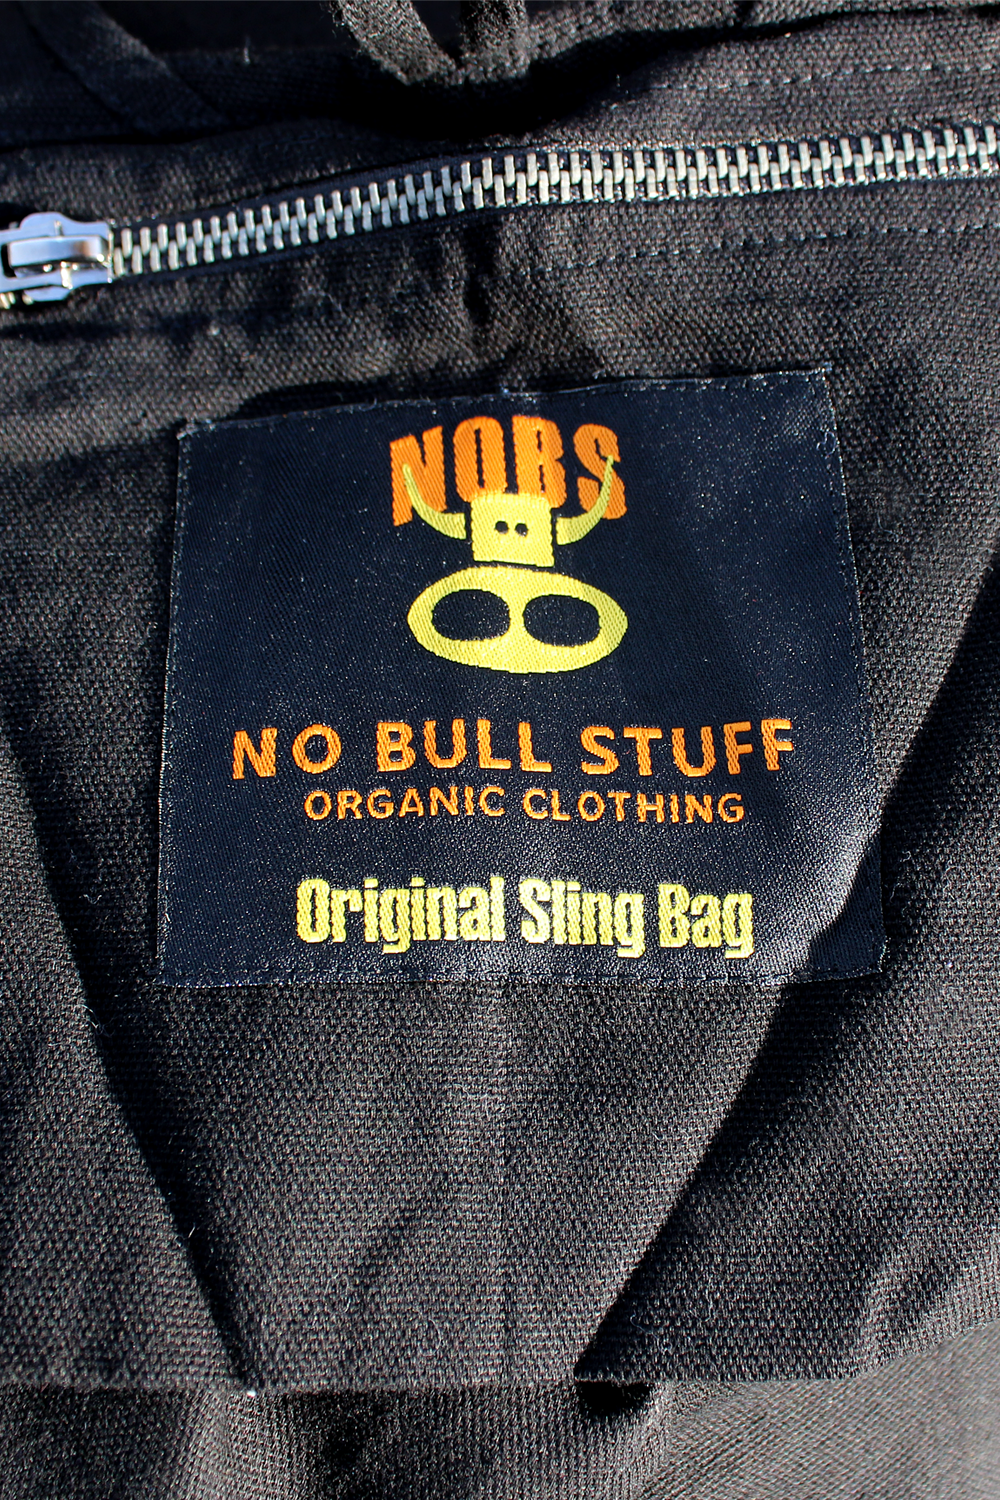 NOBS
NO BULL STUFF
ORGANIC CLOTHING
Original Sling Bag